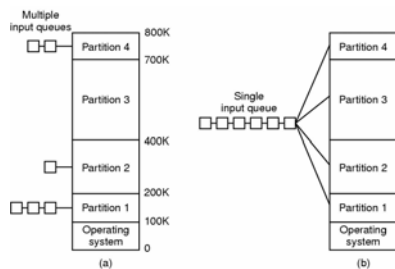 Multiple
input queues
Partition 4
800K
700K
Partition 3
400K
Partition 2
200K
Partition 1
100K
Operating
system
0
(a)
Single
input queue
Partition 4
Partition 3
Partition 2
Partition 1
Operating
system
(b)